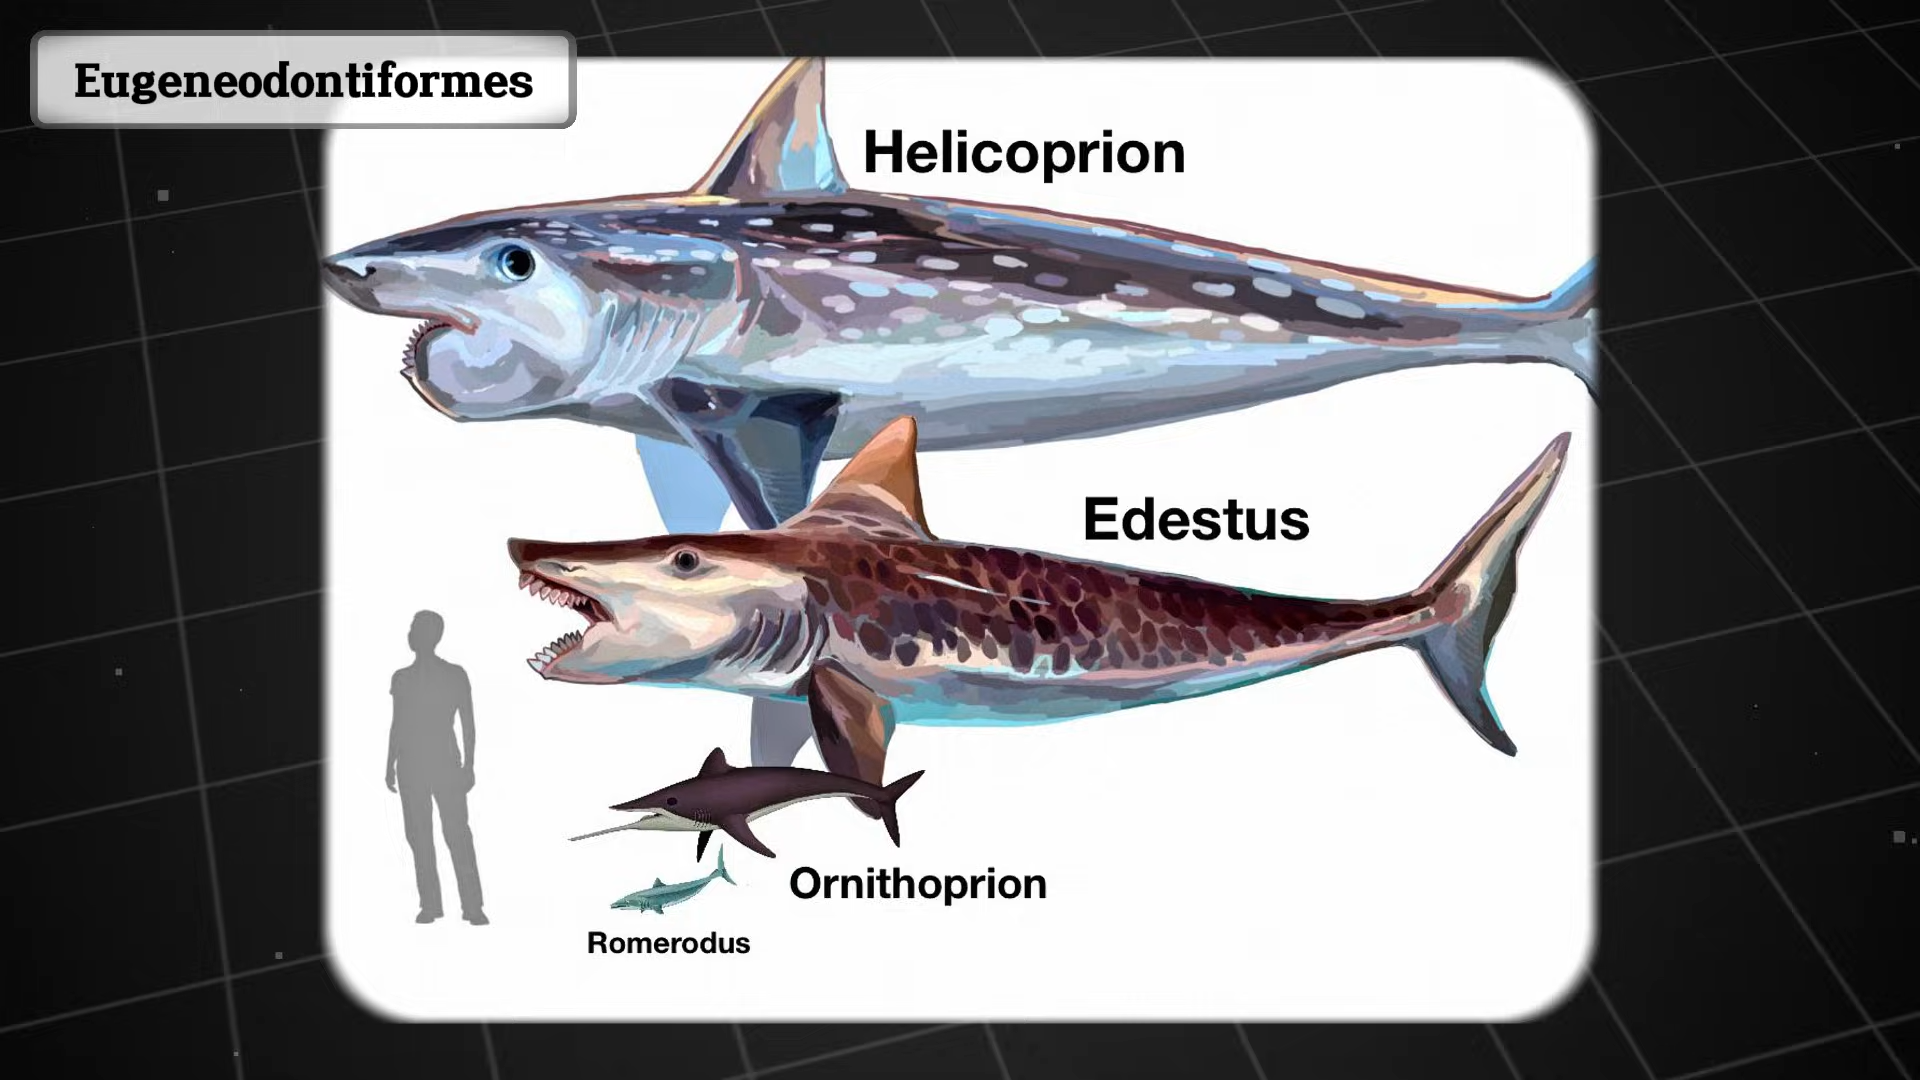 Eugeneodontiformes
Helicoprion
Edestus
Ornithoprion
Romerodus